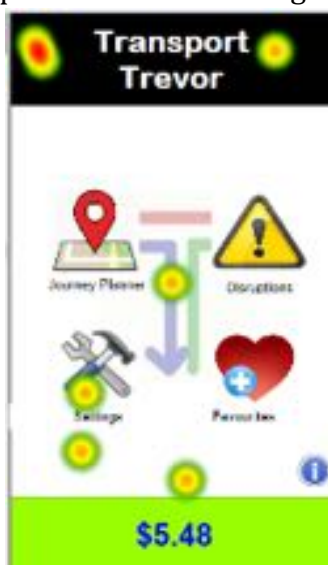 Transport
Trevor
Journey Planner
Disruptions
Settings
Favourites
i
$5.48